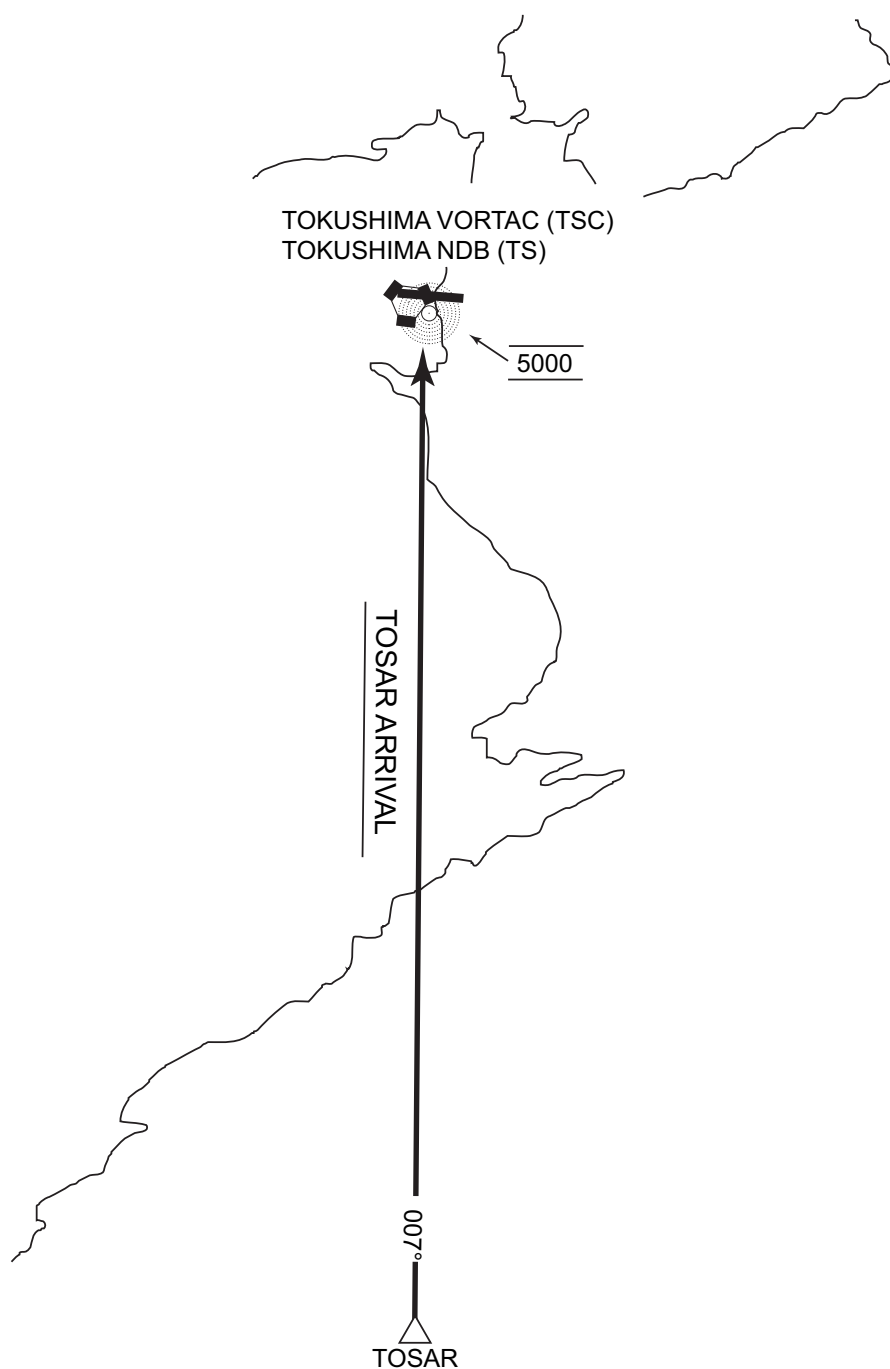 TOKUSHIMA VORTAC (TSC)
TOKUSHIMA NDB (TS)
5000
TOSAR ARRIVAL
007°
TOSAR